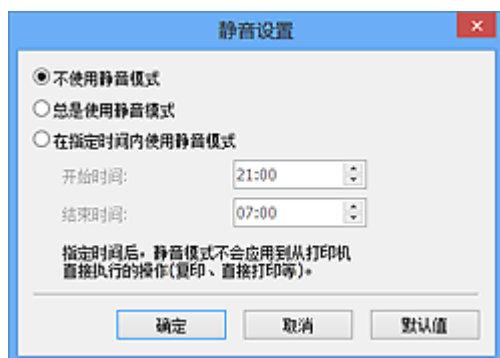 静音设置
不使用静音模式
总是使用静音模式
在指定时间内使用静音模式
开始时间: 21:00
结束时间: 07:00
指定时间后，静音模式不会应用到从打印机
直接执行的操作(复印、直接打印等)。
确定 取消 默认值